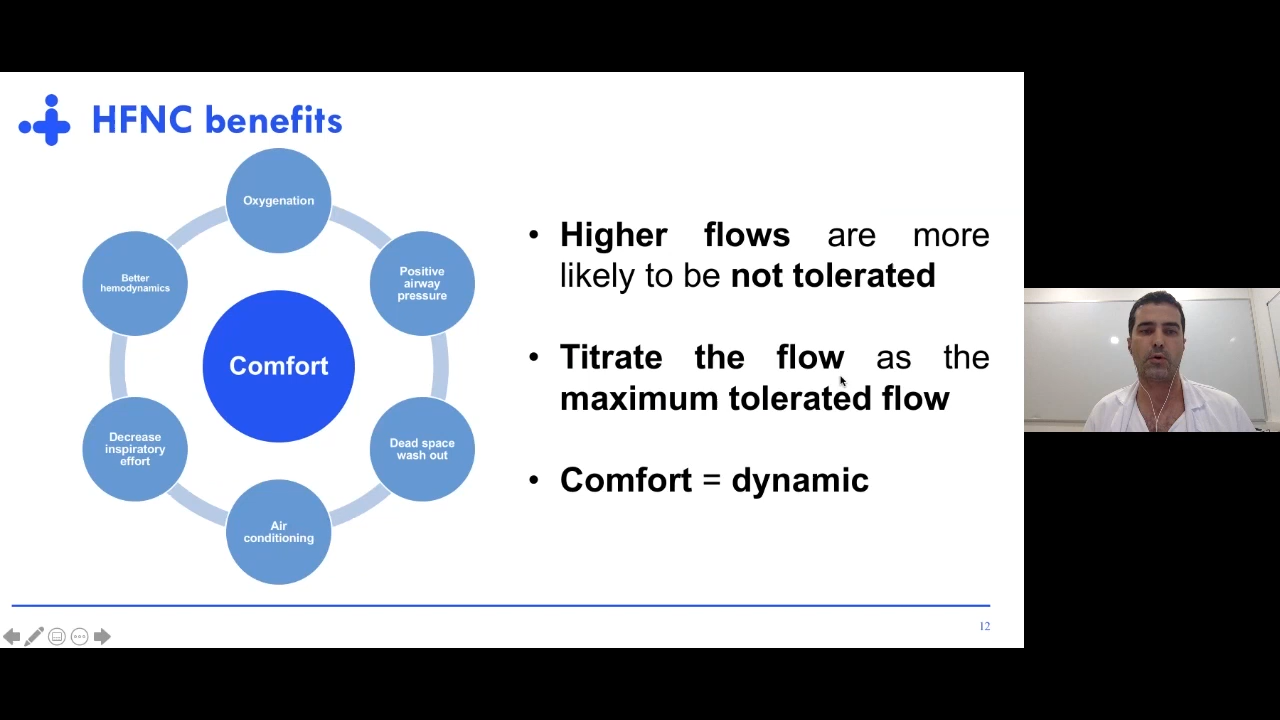 HFNC benefits
Oxygenation
Better
hemodynamics
Positive
airway
pressure
Comfort
Decrease
inspiratory
effort
Dead space
wash out
Air
conditioning
• Higher flows are more
likely to be not tolerated
• Titrate the flow as the
maximum tolerated flow
• Comfort = dynamic
12